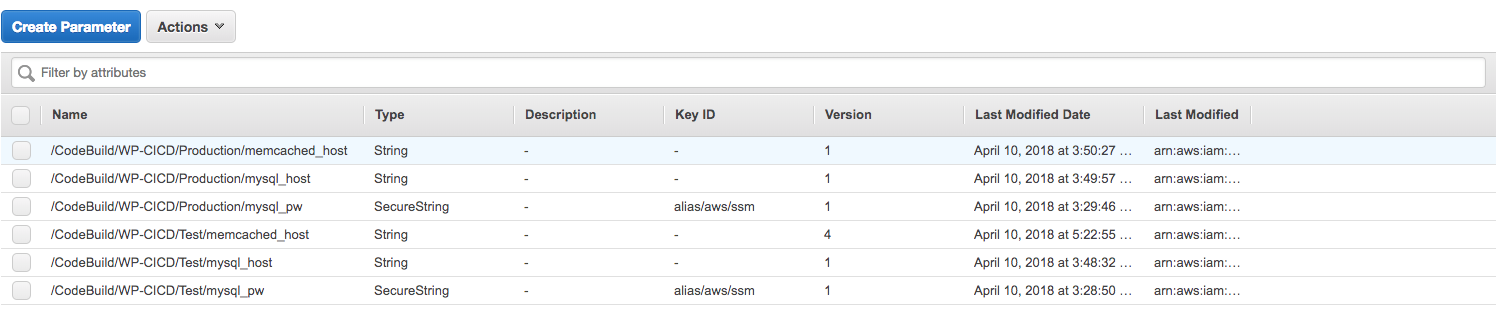 Create Parameter Actions
Filter by attributes
Name Type Description Key ID Version Last Modified Date Last Modified
/CodeBuild/WP-CICD/Production/memcached_host String - - 1 April 10, 2018 at 3:50:27 ... arn:aws:iam:...
/CodeBuild/WP-CICD/Production/mysql_host String - - 1 April 10, 2018 at 3:49:57 ... arn:aws:iam:...
/CodeBuild/WP-CICD/Production/mysql_pw SecureString - alias/aws/ssm 1 April 10, 2018 at 3:29:46 ... arn:aws:iam:...
/CodeBuild/WP-CICD/Test/memcached_host String - - 4 April 10, 2018 at 5:22:55 ... arn:aws:iam:...
/CodeBuild/WP-CICD/Test/mysql_host String - - 1 April 10, 2018 at 3:48:32 ... arn:aws:iam:...
/CodeBuild/WP-CICD/Test/mysql_pw SecureString - alias/aws/ssm 1 April 10, 2018 at 3:28:50 ... arn:aws:iam:...